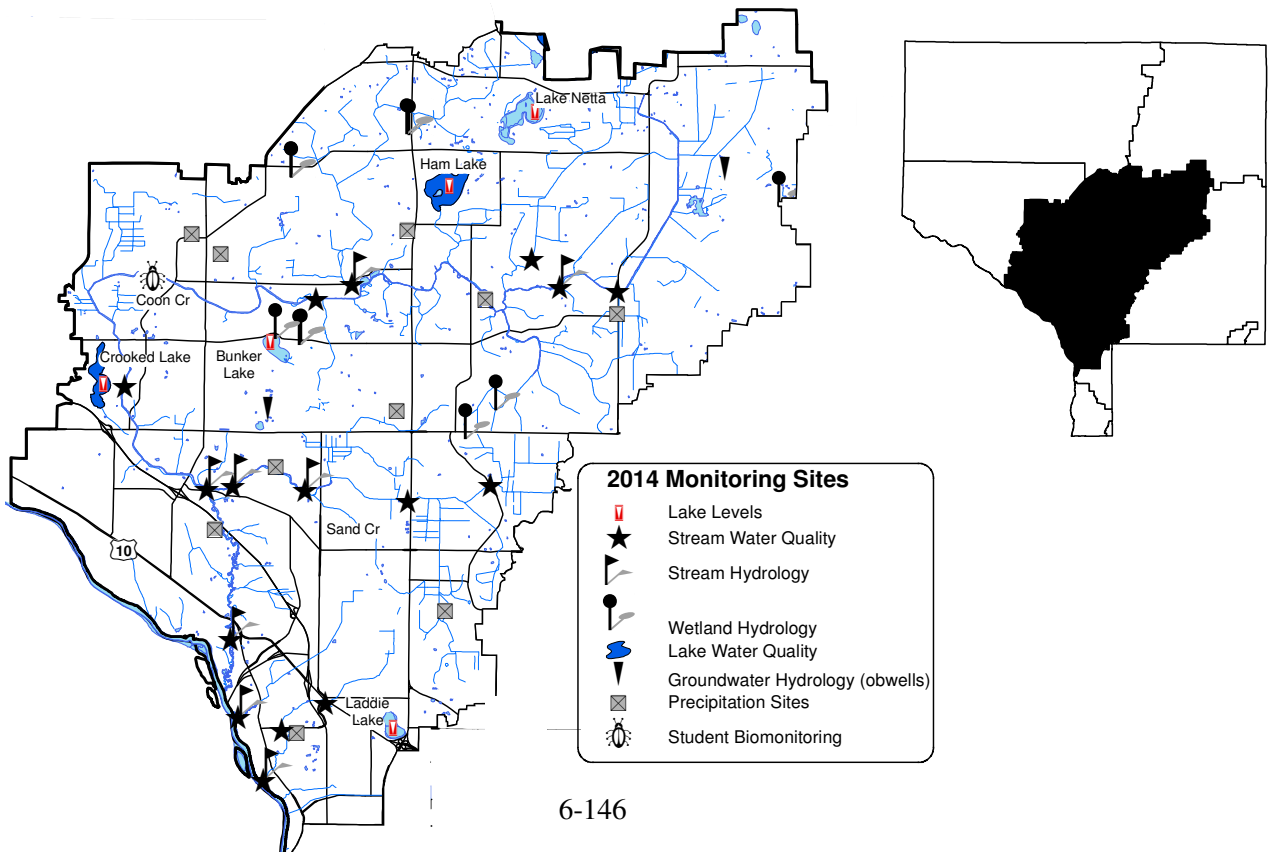 Lake Netta
Ham Lake
Coon Cr
Crooked Lake
Bunker
Lake
Sand Cr
10
Laddie
Lake
2014 Monitoring Sites
Lake Levels
Stream Water Quality
Stream Hydrology
Wetland Hydrology
Lake Water Quality
Groundwater Hydrology (obwells)
Precipitation Sites
Student Biomonitoring
6-146